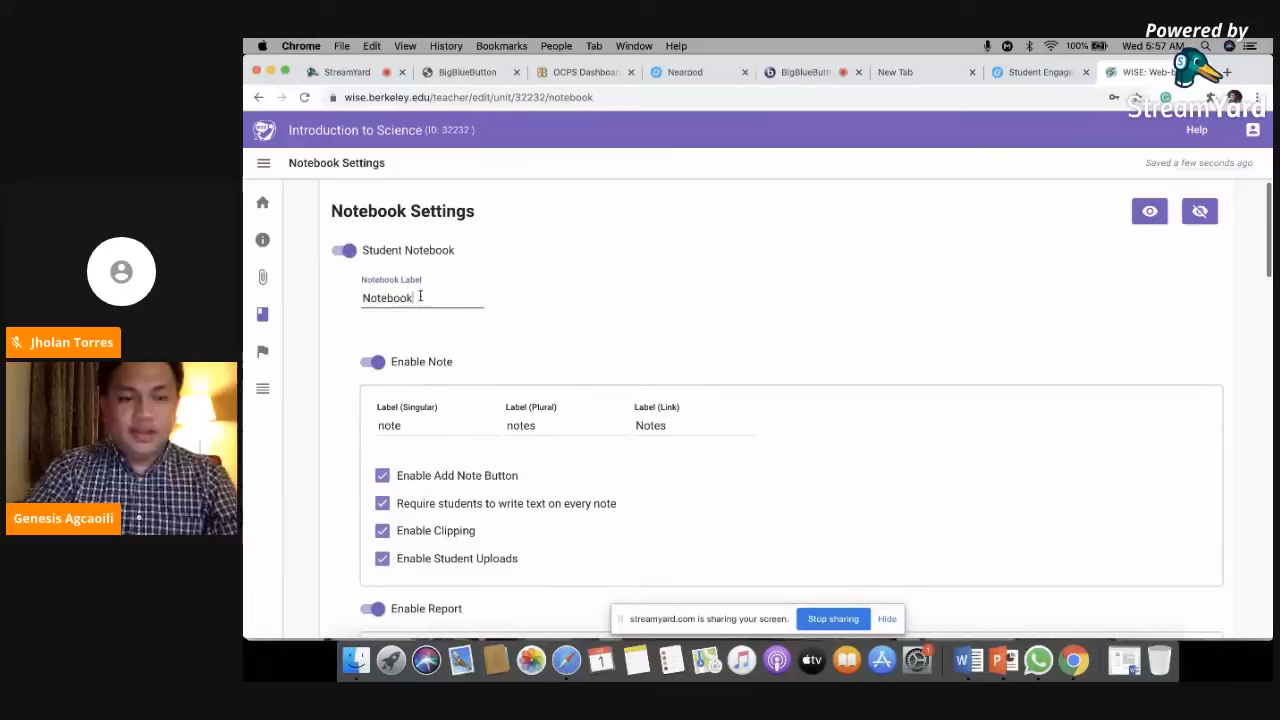 Powered by
StreamYard
Chrome File Edit View History Bookmarks People Tab Window Help
100% Wed 5:57 AM
StreamYard
BigBlueButton
OCPS Dashboar
Nearpod
BigBlueButt
New Tab
Student Engag
WISE: Web-b
wise.berkeley.edu/teacher/edit/unit/32232/notebook
Introduction to Science (ID: 32232 )
Help
Notebook Settings
Saved a few seconds ago
Notebook Settings
Student Notebook
Notebook Label
Notebook
Enable Note
Label (Singular) Label (Plural) Label (Link)
note notes Notes
Enable Add Note Button
Require students to write text on every note
Enable Clipping
Enable Student Uploads
Enable Report
streamyard.com is sharing your screen. Stop sharing Hide
Jholan Torres
Genesis Agcaoili
1
tv
1